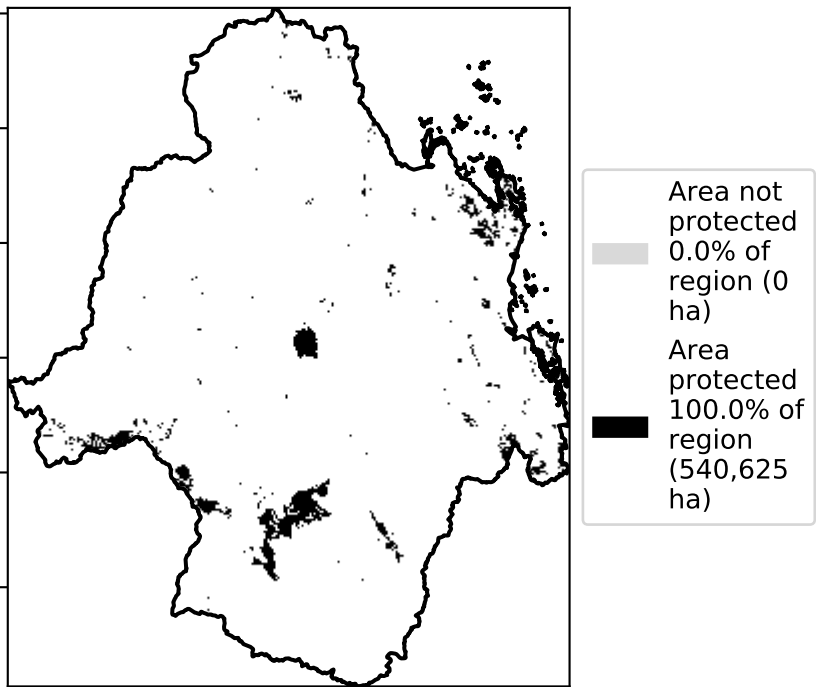 Area not
protected
0.0% of
region (0
ha)
Area
protected
100.0% of
region
(540,625
ha)